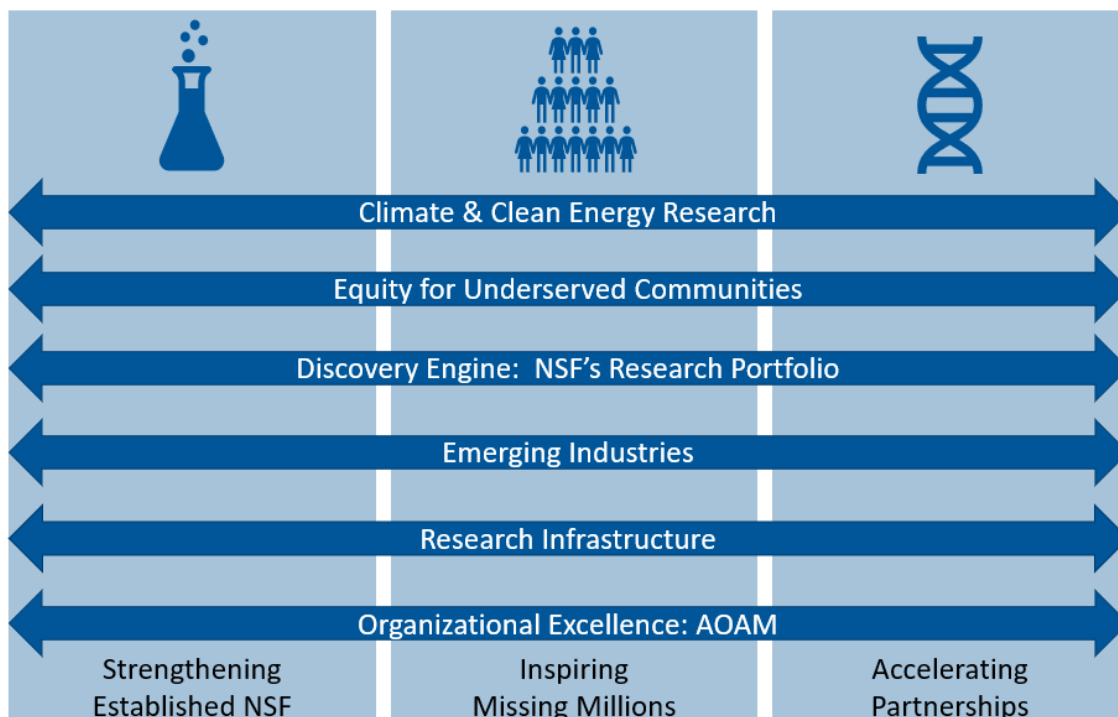 Climate & Clean Energy Research
Equity for Underserved Communities
Discovery Engine:  NSF’s Research Portfolio
Emerging Industries
Research Infrastructure
Organizational Excellence: AOAM
Strengthening
Established NSF
Inspiring
Missing Millions
Accelerating
Partnerships